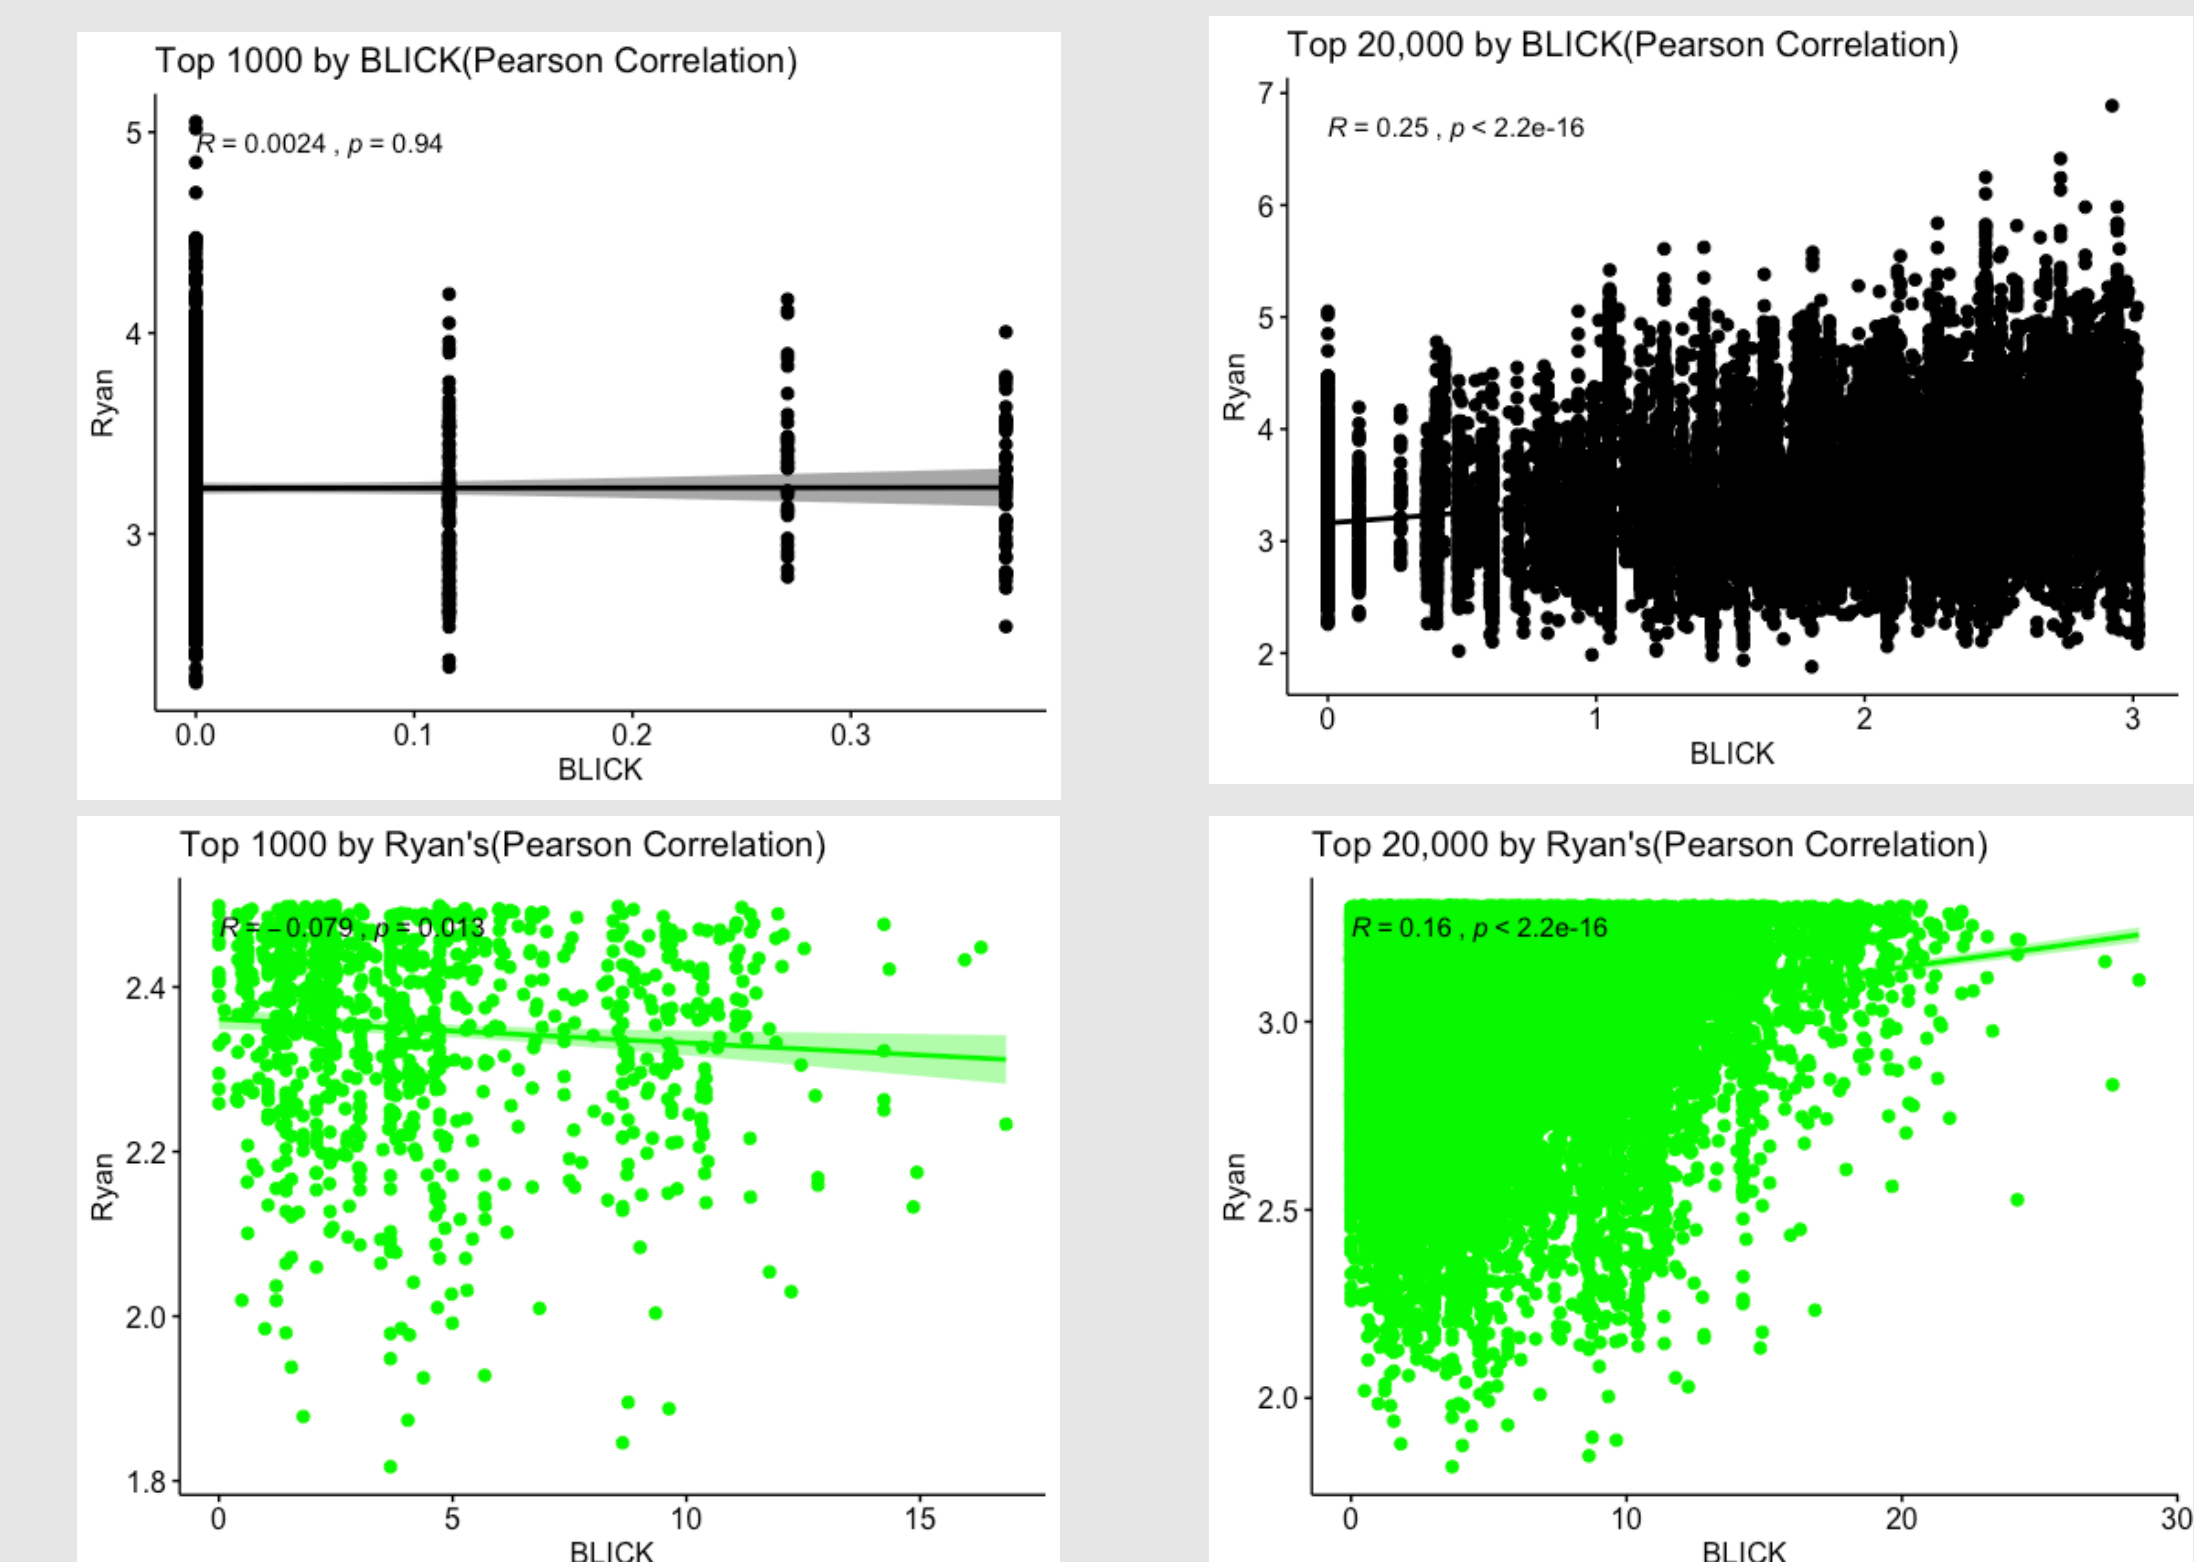 Top 1000 by BLICK(Pearson Correlation)
5
R = 0.0024 , p = 0.94
4
3
Ryan
0.0 0.1 0.2 0.3
BLICK
Top 20,000 by BLICK(Pearson Correlation)
7
R = 0.25 , p < 2.2e-16
6
5
4
3
2
Ryan
0 1 2 3
BLICK
Top 1000 by Ryan's(Pearson Correlation)
R = − 0.079 , p = 0.013
2.4
2.2
2.0
1.8
Ryan
0 5 10 15
BLICK
Top 20,000 by Ryan's(Pearson Correlation)
R = 0.16 , p < 2.2e-16
3.0
2.5
2.0
Ryan
0 10 20 30
BLICK